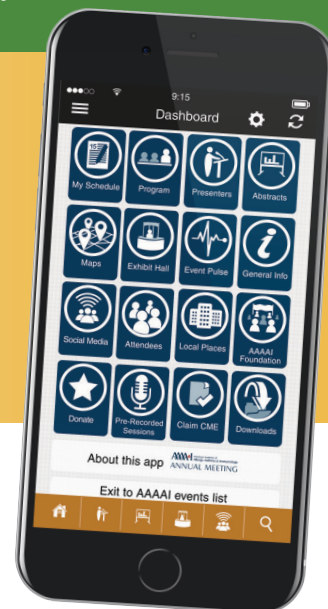 9:15
Dashboard
15
My Schedule
Program
Presenters
Abstracts
Maps
Exhibit Hall
Event Pulse
General Info
Social Media
Attendees
Local Places
AAAAI
Foundation
Donate
Pre-Recorded
Sessions
Claim CME
Downloads
About this app
AAAAI
ANNUAL MEETING
Exit to AAAAI events list